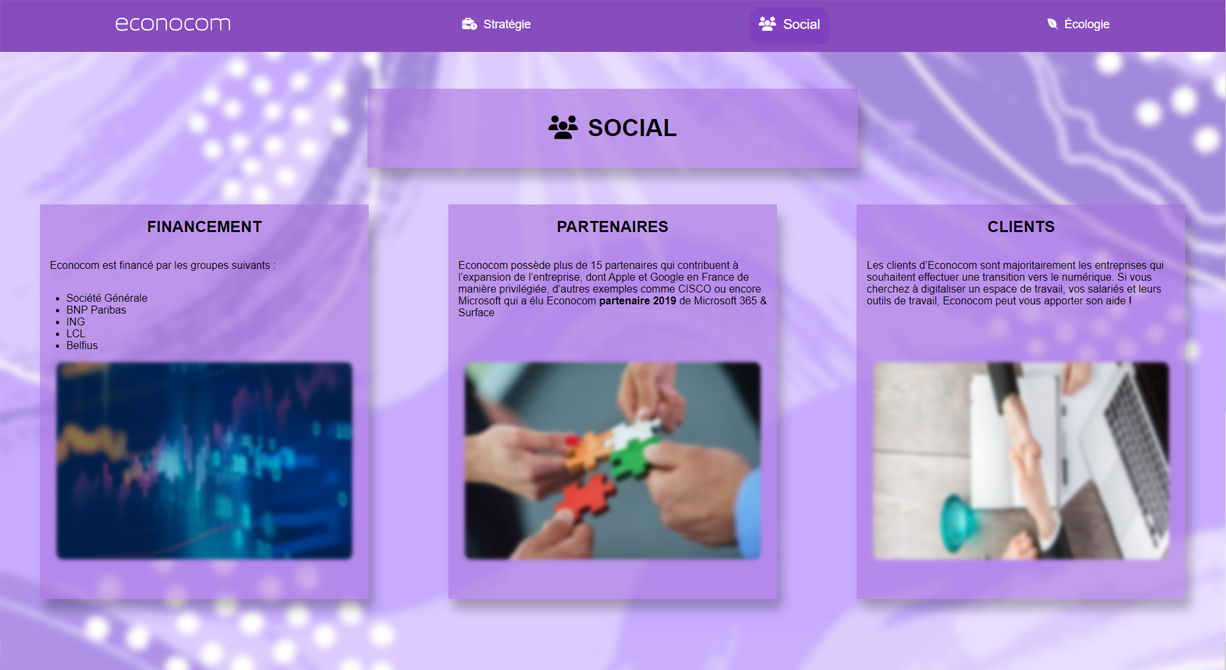 econocom
Stratégie
Social
Écologie
SOCIAL
FINANCEMENT
Econocom est financé par les groupes suivants :
• Société Générale
• BNP Paribas
• ING
• LCL
• Belfius
PARTENAIRES
Econocom possède plus de 15 partenaires qui contribuent à
l'expansion de l'entreprise, dont Apple et Google en France de
manière privilégiée, d'autres exemples comme CISCO ou encore
Microsoft qui a élu Econocom partenaire 2019 de Microsoft 365 &
Surface
CLIENTS
Les clients d'Econocom sont majoritairement les entreprises qui
souhaitent effectuer une transition vers le numérique. Si vous
cherchez à digitaliser un espace de travail, vos salariés et leurs
outils de travail, Econocom peut vous apporter son aide !